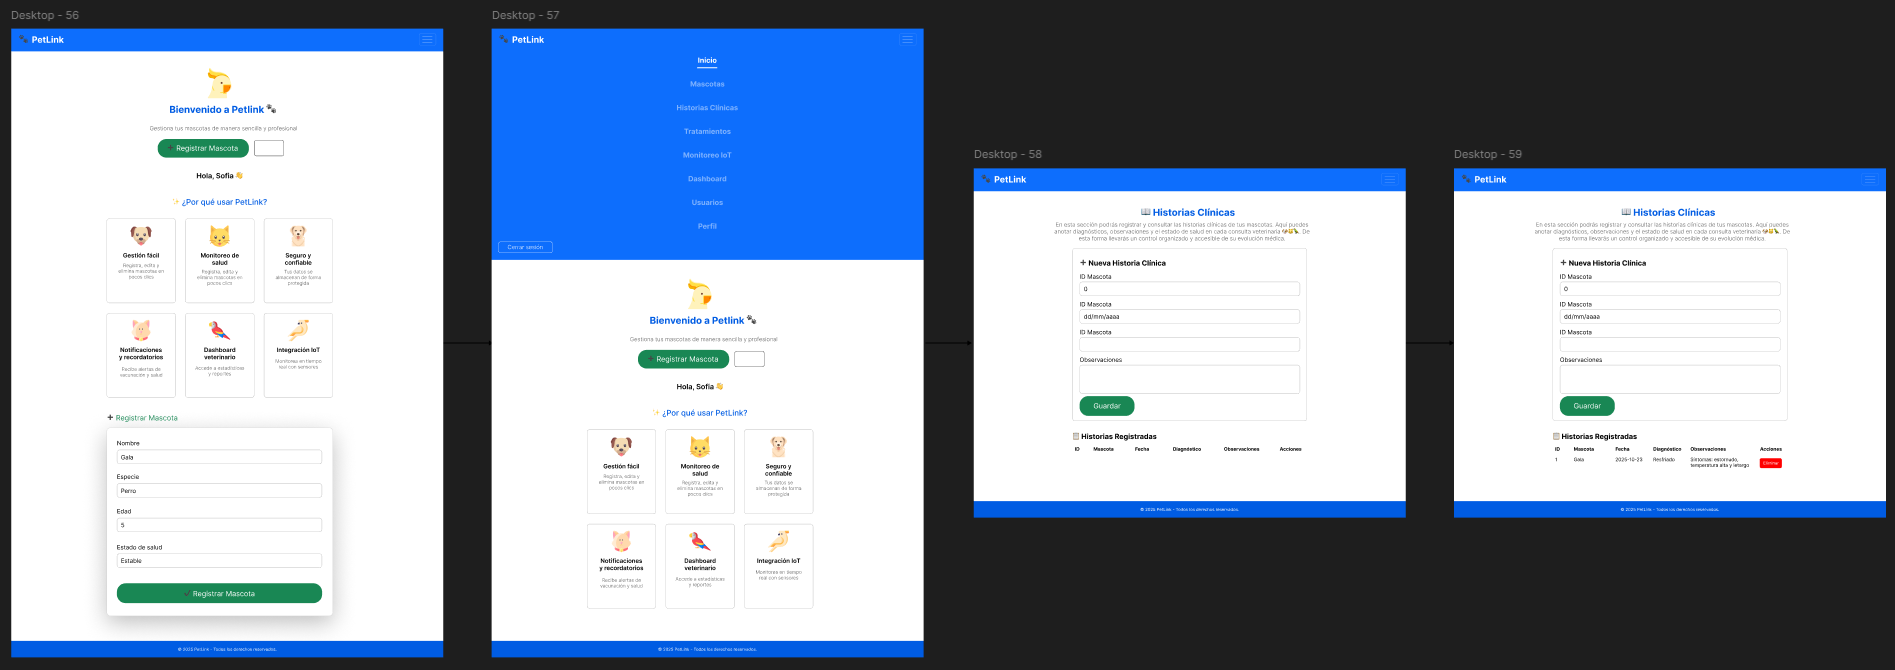 Desktop - 56
PetLink
Bienvenido a Petlink
Gestiona tus mascotas de manera sencilla y profesional
+ Registrar Mascota
Hola, Sofia
¿Por qué usar PetLink?
Gestión fácil
Registra, edita y
elimina mascotas en
pocos clics
Monitoreo de
salud
Registra, edita y
elimina mascotas en
pocos clics
Seguro y
confiable
Tus datos se
almacenan de forma
protegida
Notificaciones
y recordatorios
Recibe alertas de
vacunación y salud
Dashboard
veterinario
Accede a estadísticas
y reportes
Integración IoT
Monitorea en tiempo
real con sensores
+ Registrar Mascota
Nombre
Gala
Especie
Perro
Edad
5
Estado de salud
Estable
Registrar Mascota
© 2025 PetLink - Todos los derechos reservados.
Desktop - 57
PetLink
Inicio
Mascotas
Historias Clínicas
Tratamientos
Monitoreo IoT
Dashboard
Usuarios
Perfil
Cerrar sesión
Bienvenido a Petlink
Gestiona tus mascotas de manera sencilla y profesional
+ Registrar Mascota
Hola, Sofia
¿Por qué usar PetLink?
Gestión fácil
Registra, edita y
elimina mascotas en
pocos clics
Monitoreo de
salud
Registra, edita y
elimina mascotas en
pocos clics
Seguro y
confiable
Tus datos se
almacenan de forma
protegida
Notificaciones
y recordatorios
Recibe alertas de
vacunación y salud
Dashboard
veterinario
Accede a estadísticas
y reportes
Integración IoT
Monitorea en tiempo
real con sensores
© 2025 PetLink - Todos los derechos reservados.
Desktop - 58
PetLink
Historias Clínicas
En esta sección podrás registrar y consultar las historias clínicas de tus mascotas. Aquí puedes
anotar diagnósticos, observaciones y el estado de salud en cada consulta veterinaria. De
esta forma llevarás un control organizado y accesible de su evolución médica.
+ Nueva Historia Clínica
ID Mascota
0
ID Mascota
dd/mm/aaaa
ID Mascota
Observaciones
Guardar
Historias Registradas
ID Mascota Fecha Diagnóstico Observaciones Acciones
© 2025 PetLink - Todos los derechos reservados.
Desktop - 59
PetLink
Historias Clínicas
En esta sección podrás registrar y consultar las historias clínicas de tus mascotas. Aquí puedes
anotar diagnósticos, observaciones y el estado de salud en cada consulta veterinaria. De
esta forma llevarás un control organizado y accesible de su evolución médica.
+ Nueva Historia Clínica
ID Mascota
0
ID Mascota
dd/mm/aaaa
ID Mascota
Observaciones
Guardar
Historias Registradas
ID Mascota Fecha Diagnóstico Observaciones Acciones
1 Gala 2025-10-23 Resfriado Síntomas: estornudo, Eliminar
temperatura alta y letargo
© 2025 PetLink - Todos los derechos reservados.